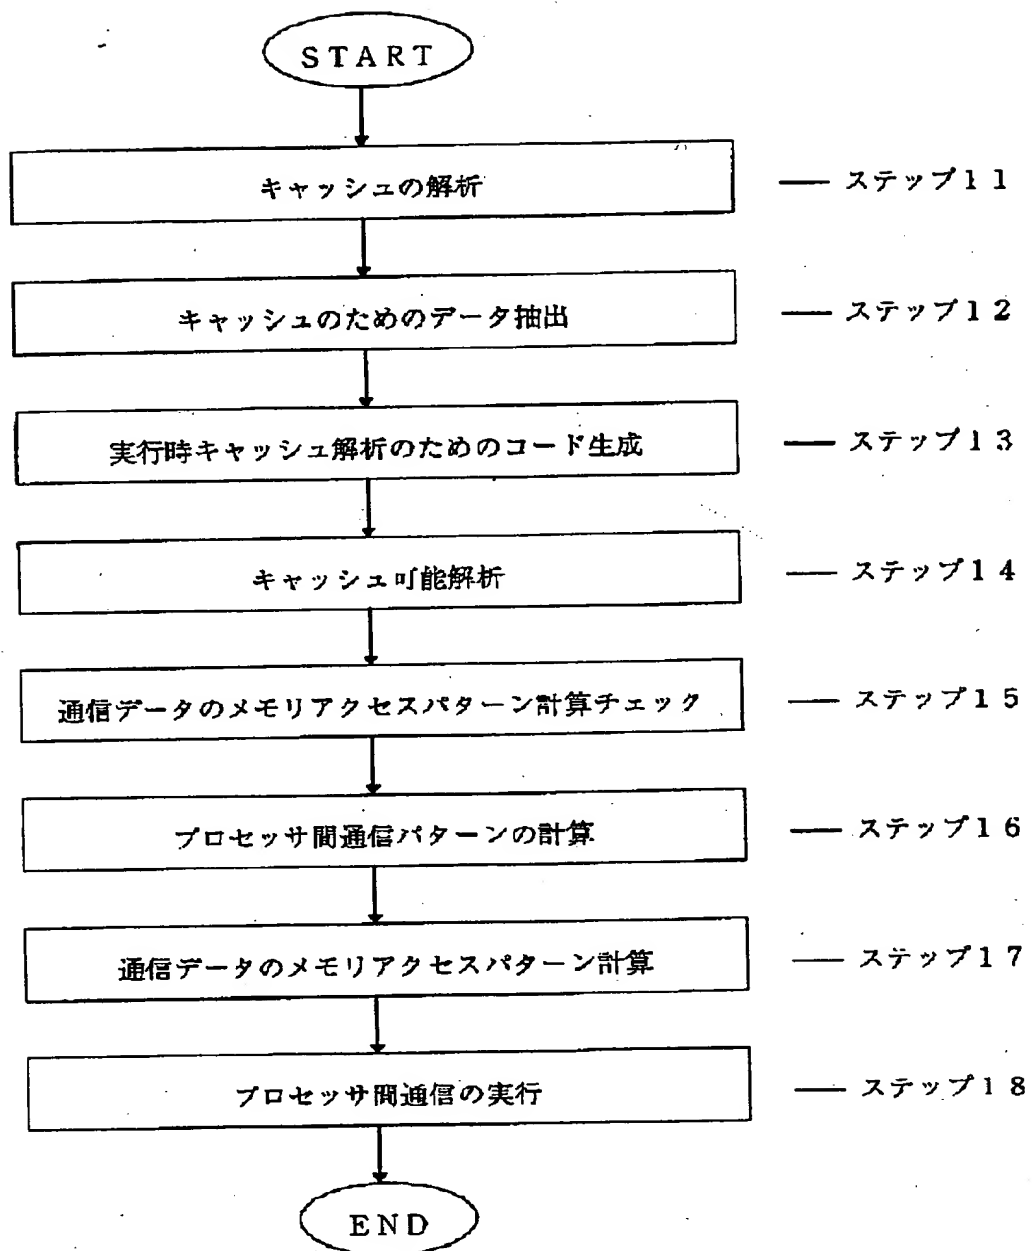 START
キャッシュの解析 ― ステップ11
キャッシュのためのデータ抽出 ― ステップ12
実行時キャッシュ解析のためのコード生成 ― ステップ13
キャッシュ可能解析 ― ステップ14
通信データのメモリアクセスパターン計算チェック ― ステップ15
プロセッサ間通信パターンの計算 ― ステップ16
通信データのメモリアクセスパターン計算 ― ステップ17
プロセッサ間通信の実行 ― ステップ18
END